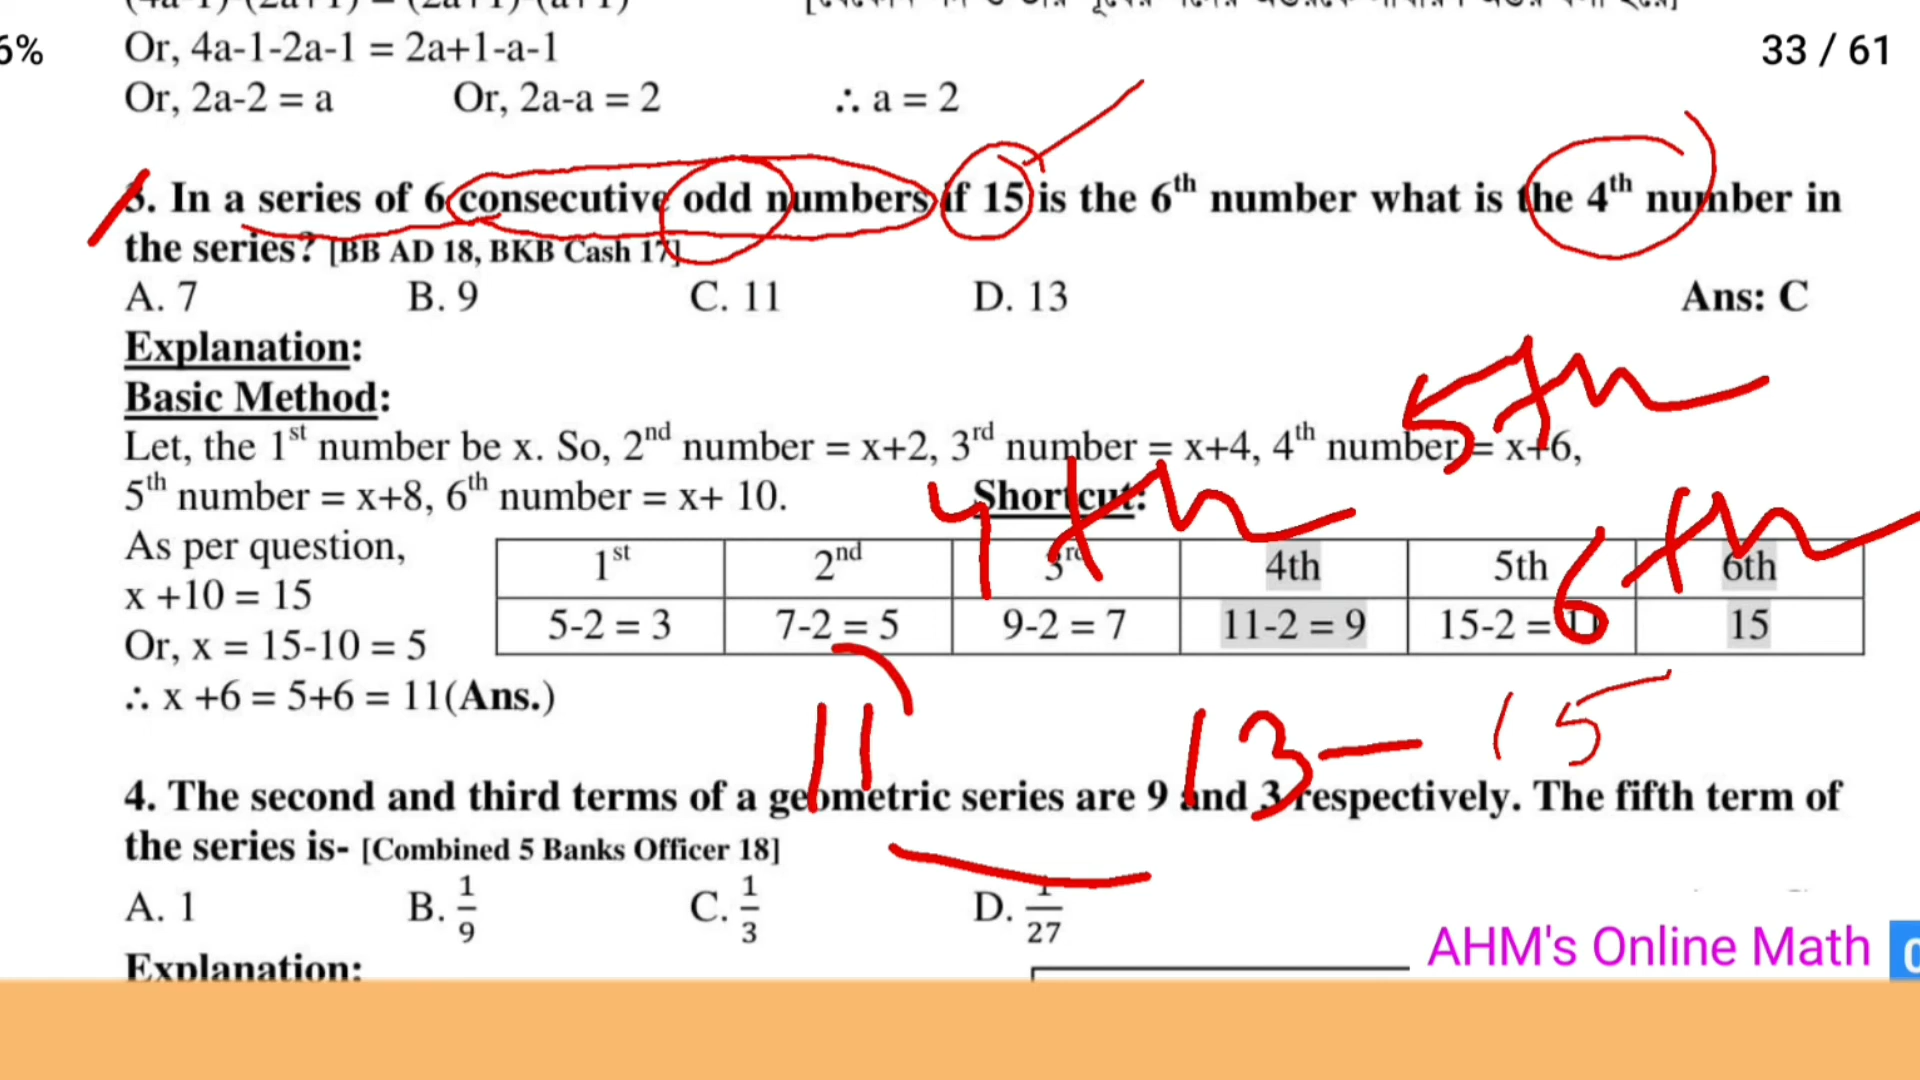 6%
33 / 61
Or, 4a-1-2a-1 = 2a+1-a-1
Or, 2a-2 = a Or, 2a-a = 2 ∴ a = 2
3. In a series of 6 consecutive odd numbers if 15 is the 6th number what is the 4th number in
the series? [BB AD 18, BKB Cash 17]
A. 7 B. 9 C. 11 D. 13 Ans: C
Explanation:
Basic Method:
5th
Let, the 1st number be x. So, 2nd number = x+2, 3rd number = x+4, 4th number = x+6,
5th number = x+8, 6th number = x+ 10. Shortcut:
4th 6th
As per question,
x +10 = 15
Or, x = 15-10 = 5
∴ x +6 = 5+6 = 11(Ans.)
1st 2nd 3rd 4th 5th 6th
5-2 = 3 7-2 = 5 9-2 = 7 11-2 = 9 15-2 = 15
11 13 — 15
4. The second and third terms of a geometric series are 9 and 3 respectively. The fifth term of
the series is- [Combined 5 Banks Officer 18]
A. 1 B. 1/9 C. 1/3 D. 1/27
Explanation:
AHM's Online Math